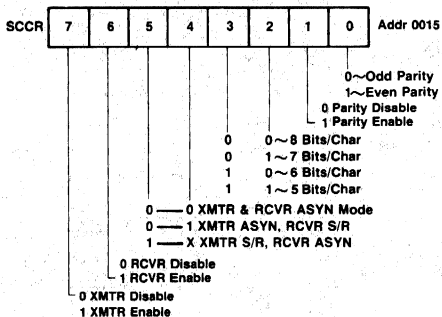 SCCR 7 6 5 4 3 2 1 0 Addr 0015
0~Odd Parity
1~Even Parity
0 Parity Disable
1 Parity Enable
0 0~8 Bits/Char
0 1~7 Bits/Char
1 0~6 Bits/Char
1 1~5 Bits/Char
0—0 XMTR & RCVR ASYN Mode
0—1 XMTR ASYN, RCVR S/R
1—X XMTR S/R, RCVR ASYN
0 RCVR Disable
1 RCVR Enable
0 XMTR Disable
1 XMTR Enable